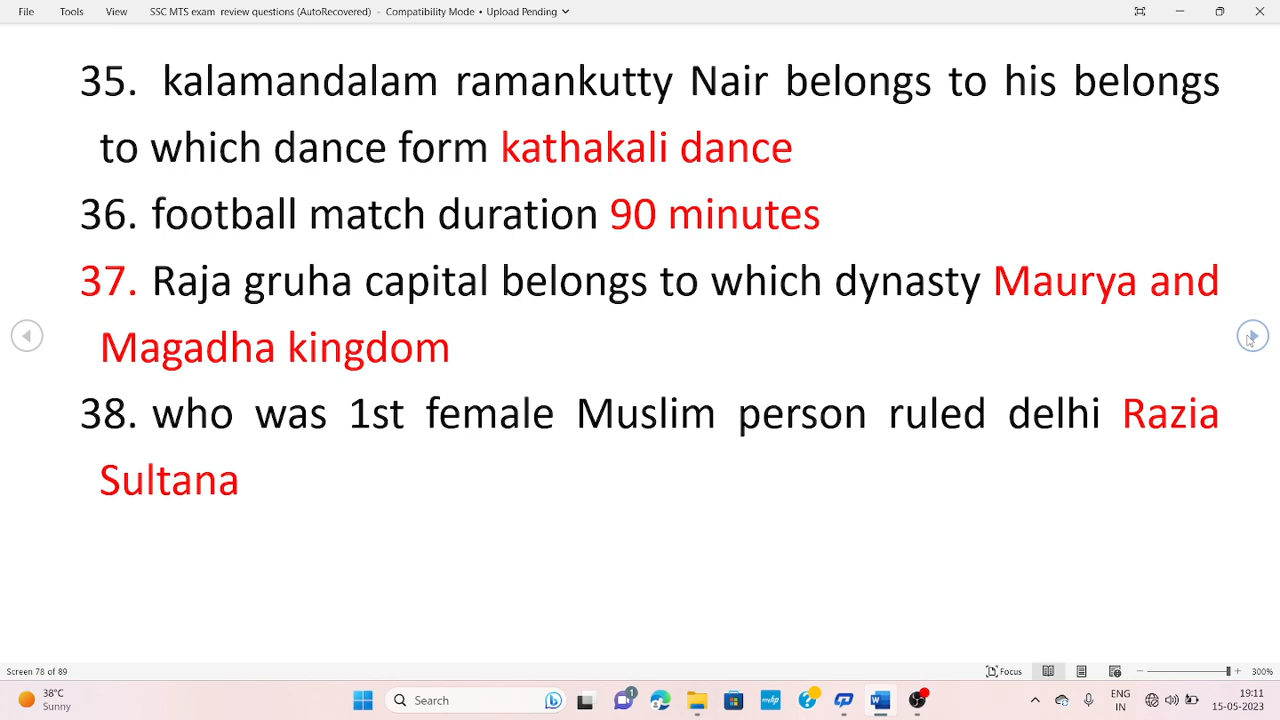 File Tools View SSC MTS exam review questions (AutoRecovered) - Compatibility Mode • Upload Pending
35. kalamandalam ramankutty Nair belongs to his belongs
to which dance form kathakali dance
36. football match duration 90 minutes
37. Raja gruha capital belongs to which dynasty Maurya and
Magadha kingdom
38. who was 1st female Muslim person ruled delhi Razia
Sultana
Screen 78 of 89 Focus 300%
38°C
Sunny
Search
1
ENG
IN
19:11
15-05-2023